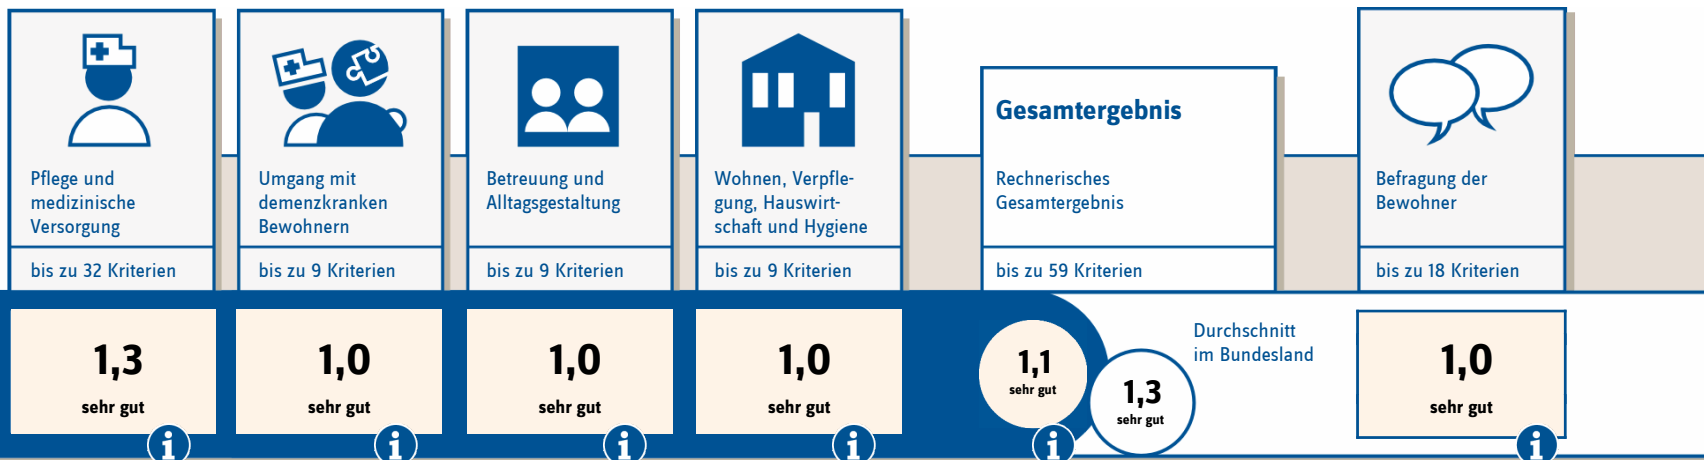 Pflege und
medizinische
Versorgung
bis zu 32 Kriterien
1,3
sehr gut
i
Umgang mit
demenzkranken
Bewohnern
bis zu 9 Kriterien
1,0
sehr gut
i
Betreuung und
Alltagsgestaltung
bis zu 9 Kriterien
1,0
sehr gut
i
Wohnen, Verpfle-
gung, Hauswirt-
schaft und Hygiene
bis zu 9 Kriterien
1,0
sehr gut
i
Gesamtergebnis
Rechnerisches
Gesamtergebnis
bis zu 59 Kriterien
1,1
sehr gut
i
Durchschnitt
im Bundesland
1,3
sehr gut
Befragung der
Bewohner
bis zu 18 Kriterien
1,0
sehr gut
i